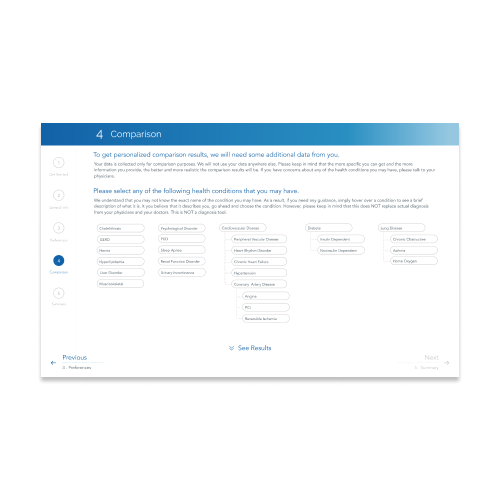 4 Comparison
To get personalized comparison results, we will need some additional data from you.
Your data is collected only for comparison purposes. We will not use your data anywhere else. Please keep in mind that the more specific you can get and the more
information you provide, the better and more realistic the comparison results will be. If you have concerns about any of the health conditions you may have, please talk to your
physicians.
Please select any of the following health conditions that you may have.
We understand that you may not know the exact name of the condition you may have. As a result, if you need any guidance, simply hover over a condition to see a brief
description of what it is. If you believe that it describes you, go ahead and choose the condition. However, please keep in mind that this does NOT replace actual diagnosis
from your physicians and your doctors. This is NOT a diagnosis tool.
1
2
3
4
Comparison
5
Summary
Cholelithiasis
GERD
Hernia
Hyperlipidemia
Liver Disorder
Musculoskeletal
Psychological Disorder
Sleep Apnea
Renal Function Disorder
Urinary Incontinence
Cardiovascular Disease
Peripheral Vascular Disease
Heart Rhythm Disorder
Chronic Heart Failure
Hypertension
Coronary Artery Disease
Angina
PCI
Reversible Ischemia
Diabetes
Insulin Dependent
Noninsulin Dependent
Lung Disease
Chronic Obstructive
Asthma
Home Oxygen
See Results
Previous
3 . Preferences
Next
5 . Summary